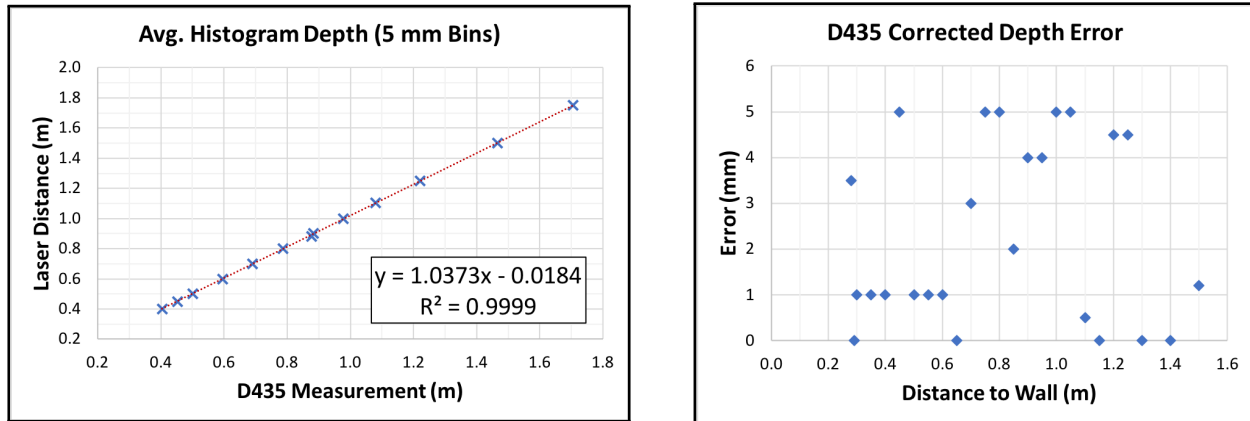 Avg. Histogram Depth (5 mm Bins)
Laser Distance (m)
2.0
1.8
1.6
1.4
1.2
1.0
0.8
0.6
0.4
0.2
y = 1.0373x - 0.0184
R² = 0.9999
0.2 0.4 0.6 0.8 1.0 1.2 1.4 1.6 1.8
D435 Measurement (m)
D435 Corrected Depth Error
Error (mm)
6
5
4
3
2
1
0
0.0 0.2 0.4 0.6 0.8 1.0 1.2 1.4 1.6
Distance to Wall (m)